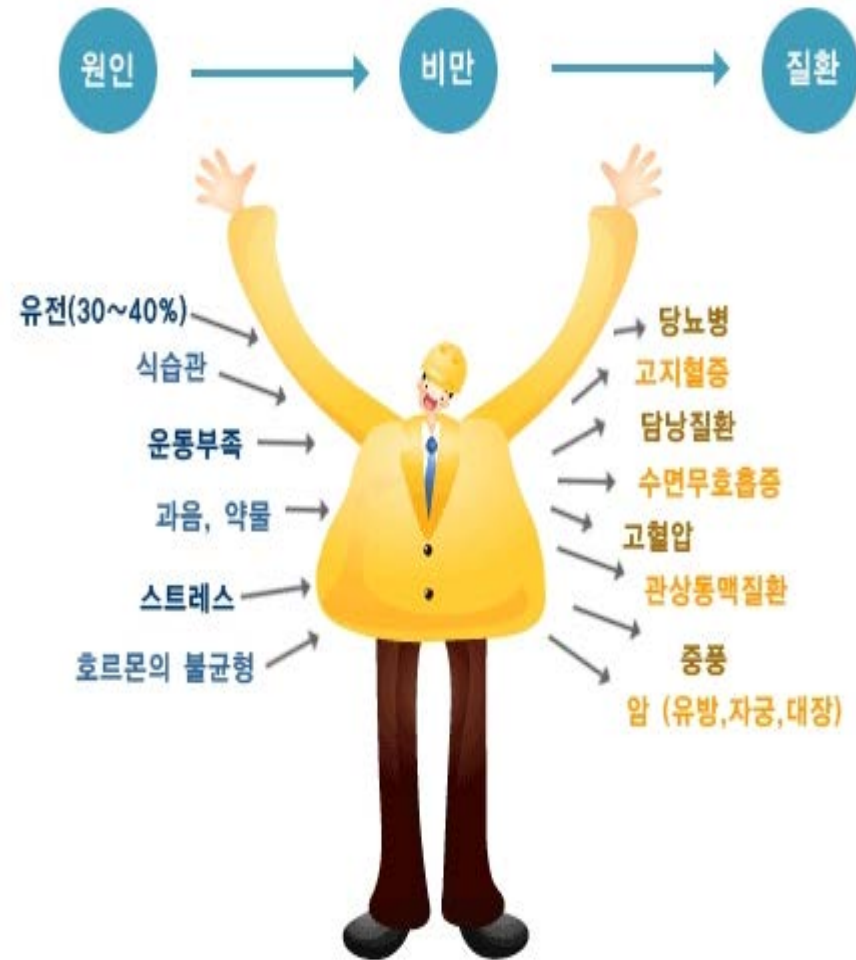 원인
비만
질환
유전(30~40%)
식습관
운동부족
과음, 약물
스트레스
호르몬의 불균형
당뇨병
고지혈증
담낭질환
수면무호흡증
고혈압
관상동맥질환
중풍
암 (유방,자궁,대장)